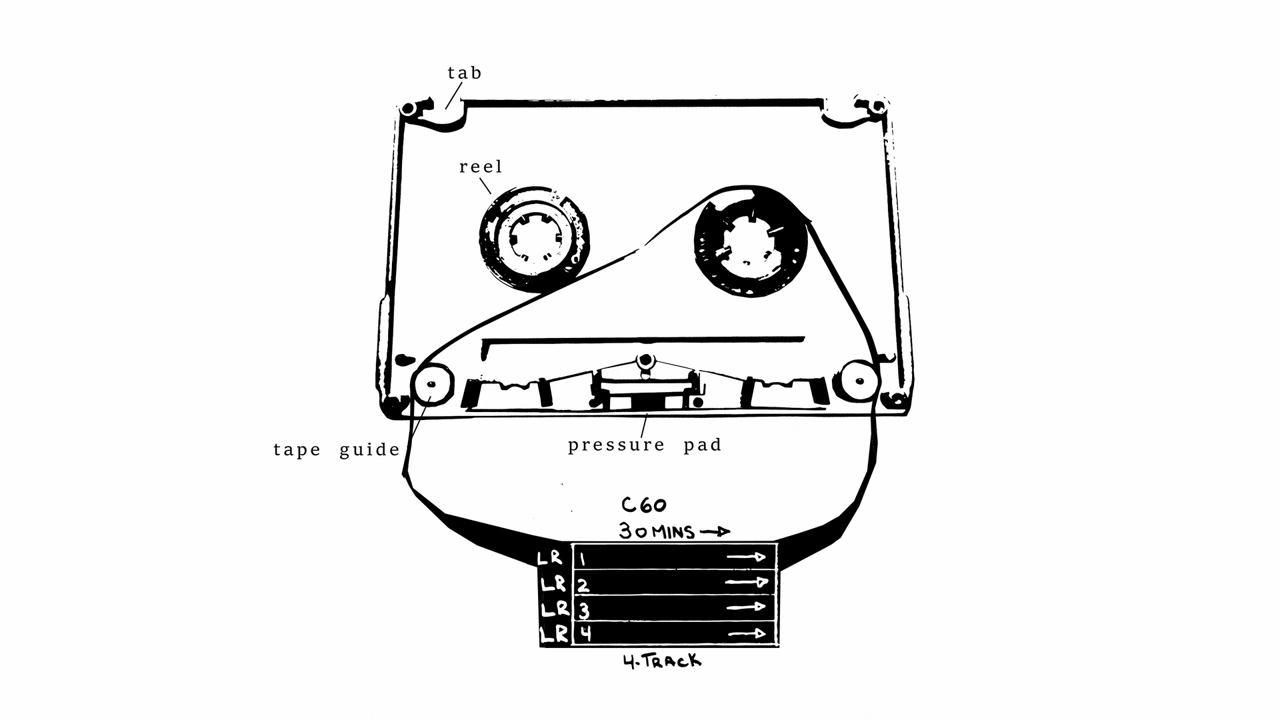 tab
reel
tape guide
pressure pad
C60
30 MINS →
LR 1 →
LR 2 →
LR 3 →
LR 4 →
4-TRACK